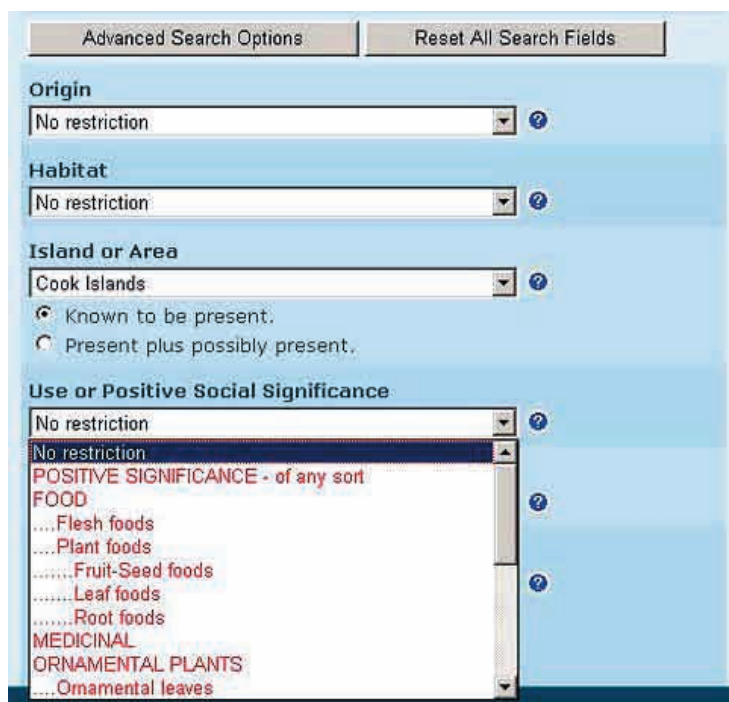 Advanced Search Options Reset All Search Fields
Origin
No restriction
Habitat
No restriction
Island or Area
Cook Islands
Known to be present.
Present plus possibly present.
Use or Positive Social Significance
No restriction
No restriction
POSITIVE SIGNIFICANCE - of any sort
FOOD
....Flesh foods
....Plant foods
.......Fruit-Seed foods
.......Leaf foods
.......Root foods
MEDICINAL
ORNAMENTAL PLANTS
....Ornamental leaves